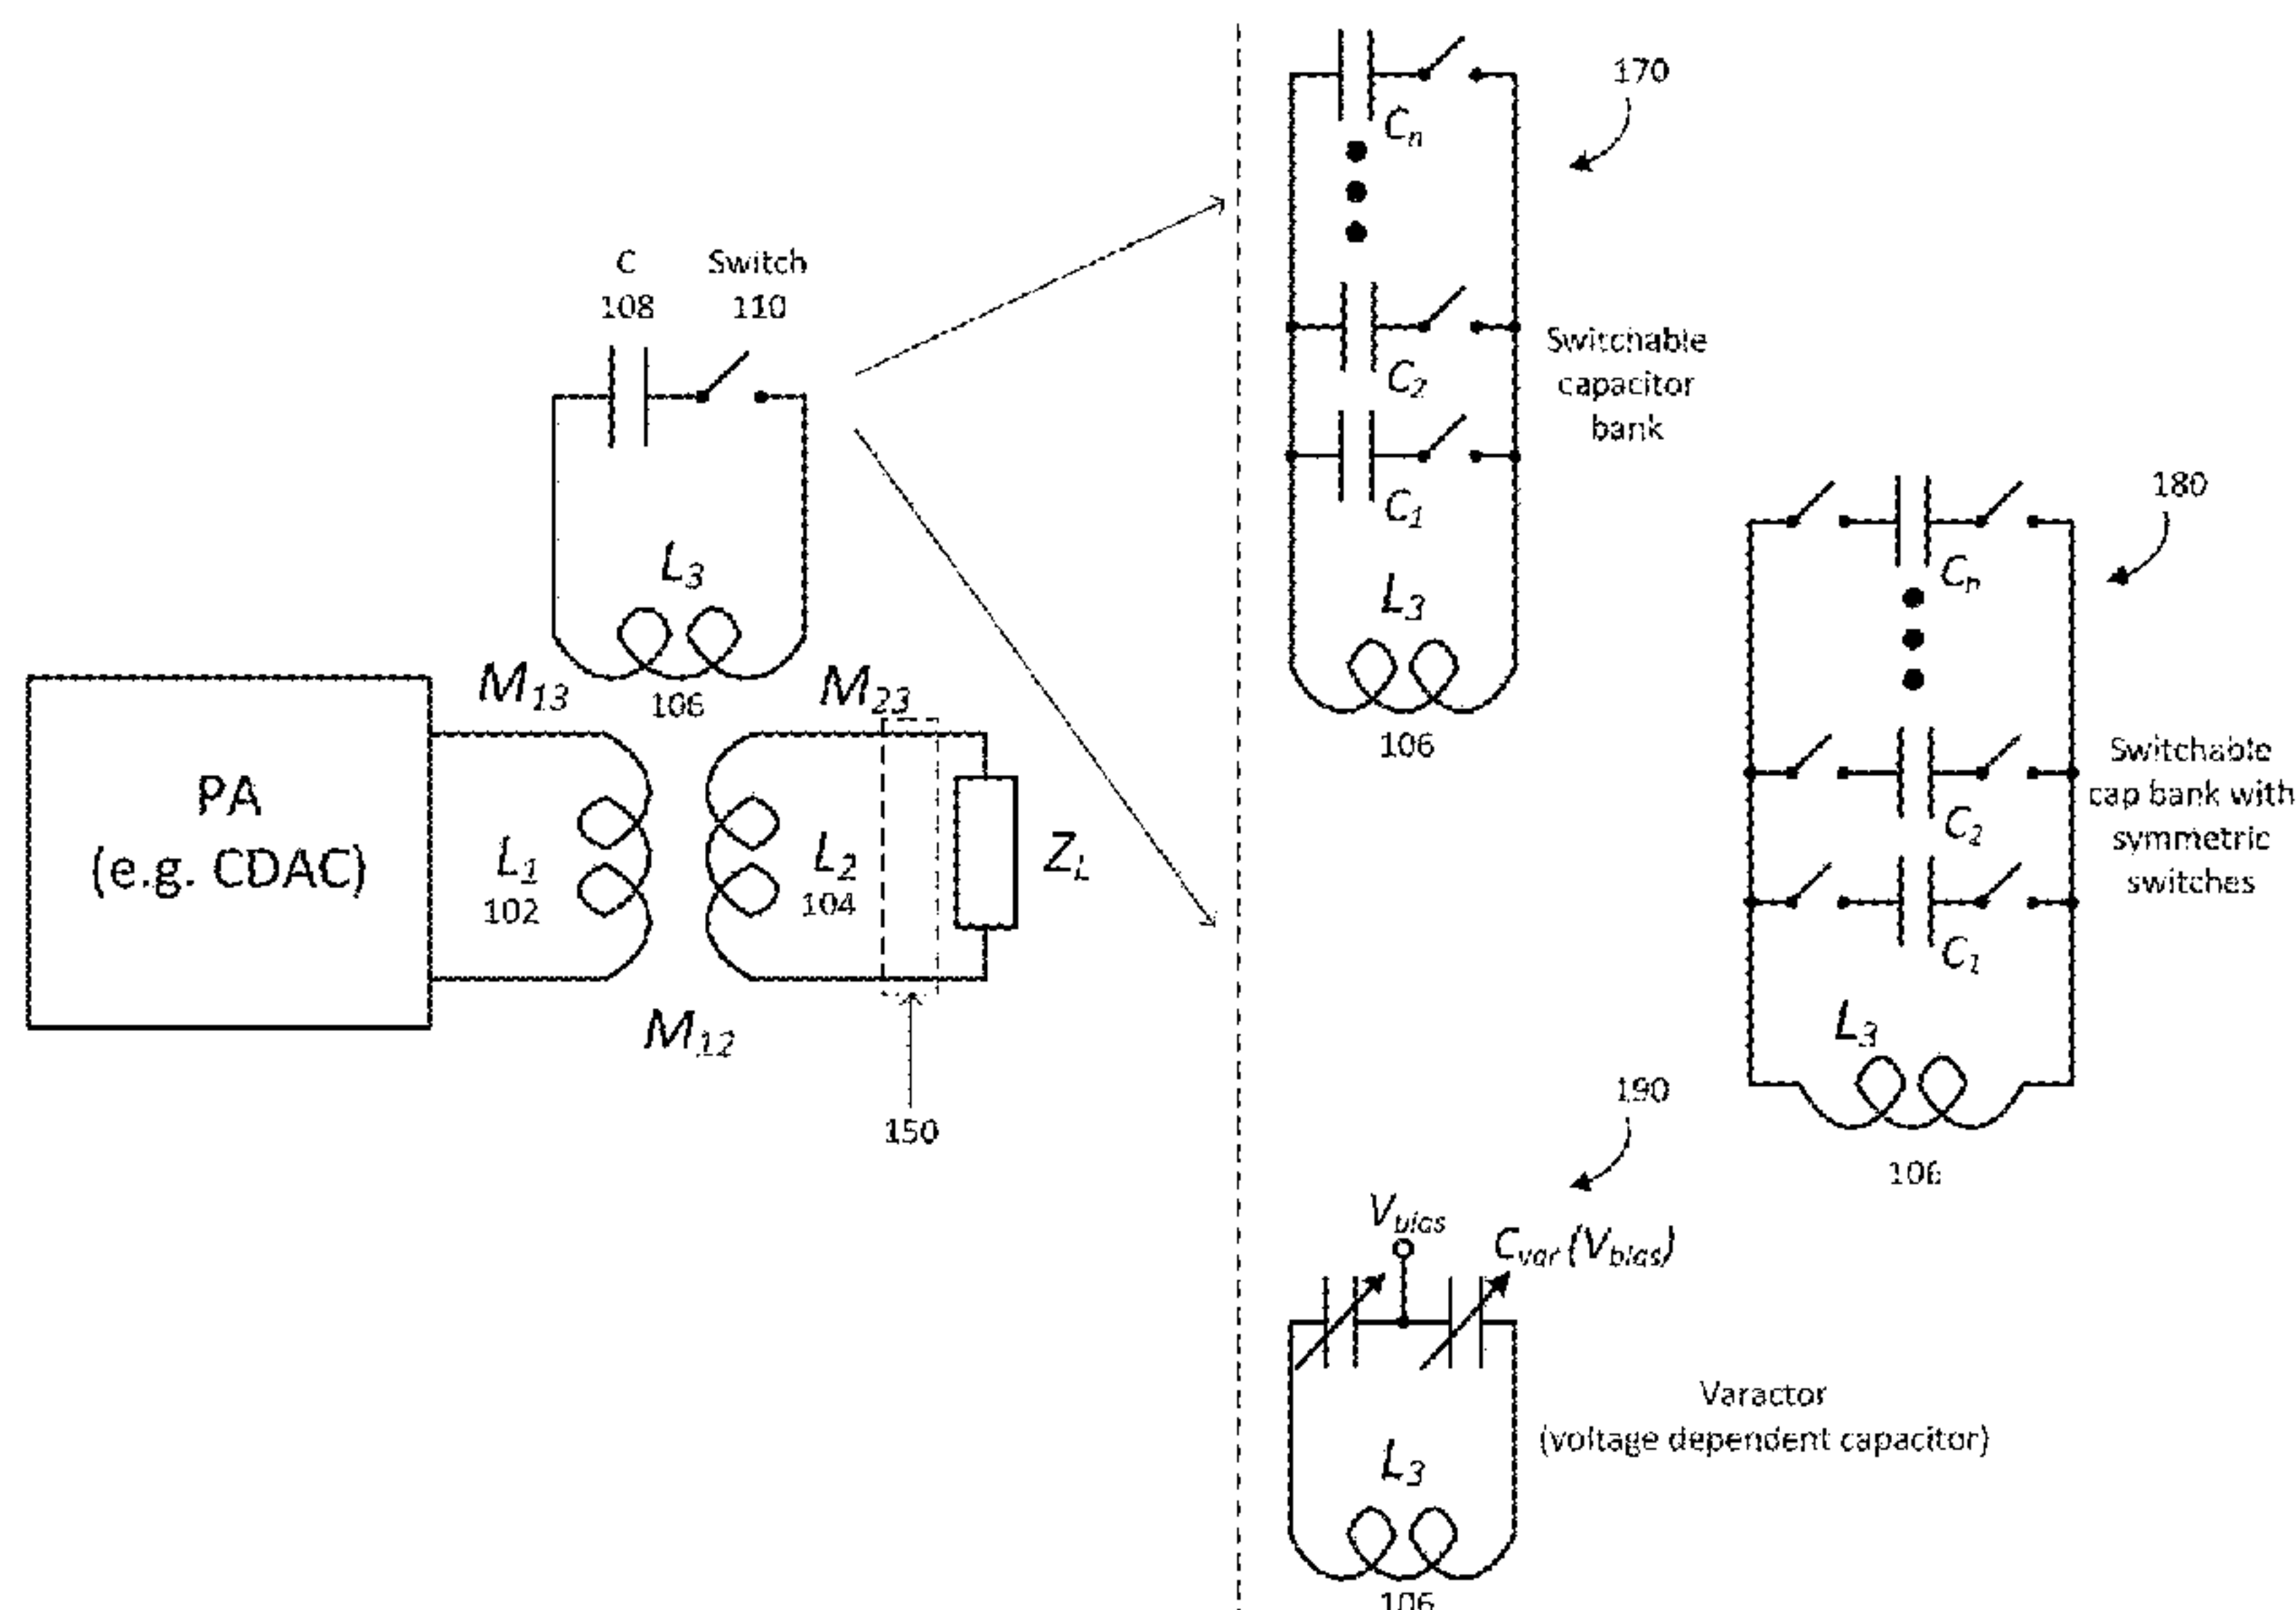 C
108
Switch
110
L3
106
M13
M23
PA
(e.g. CDAC)
L1
102
L2
104
ZL
M12
150
170
Cn
C2
C1
Switchable
capacitor
bank
L3
106
180
Cn
C2
C1
Switchable
cap bank with
symmetric
switches
L3
106
190
Vbias
Cvar (Vbias)
Varactor
(voltage dependent capacitor)
L3
106